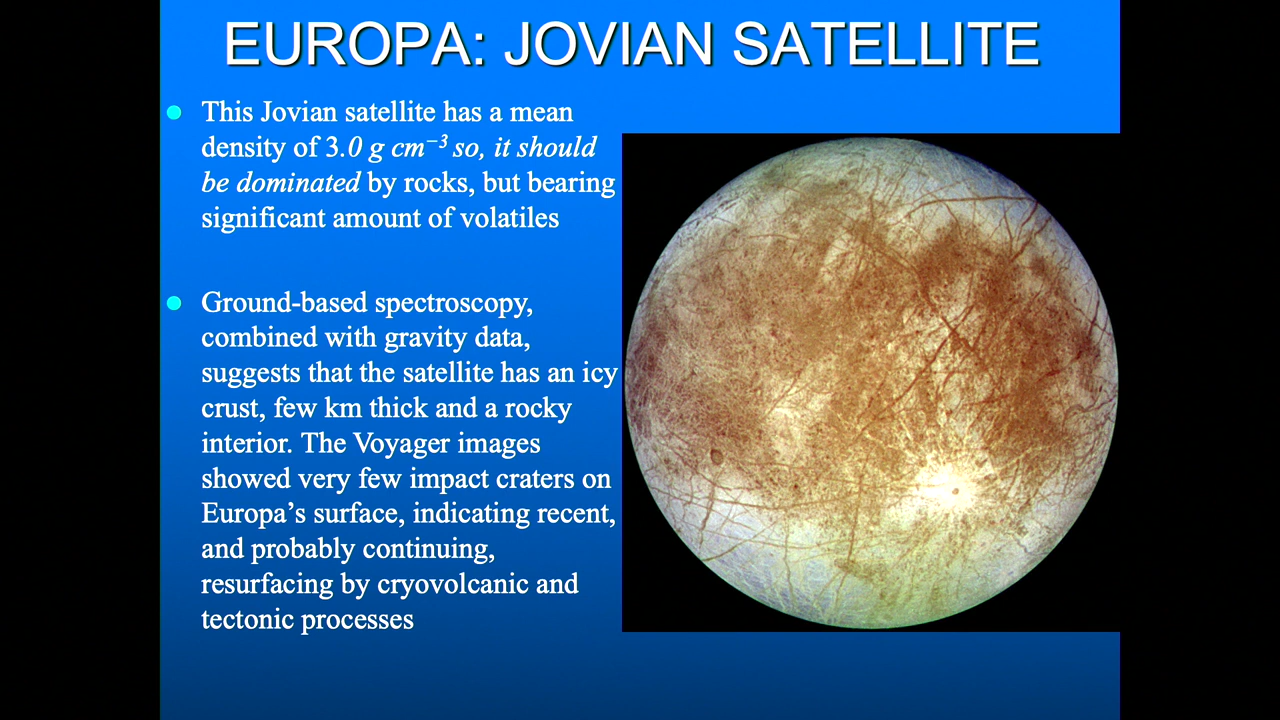 EUROPA: JOVIAN SATELLITE
This Jovian satellite has a mean
density of 3.0 g cm⁻³ so, it should
be dominated by rocks, but bearing
significant amount of volatiles
Ground-based spectroscopy,
combined with gravity data,
suggests that the satellite has an icy
crust, few km thick and a rocky
interior. The Voyager images
showed very few impact craters on
Europa’s surface, indicating recent,
and probably continuing,
resurfacing by cryovolcanic and
tectonic processes